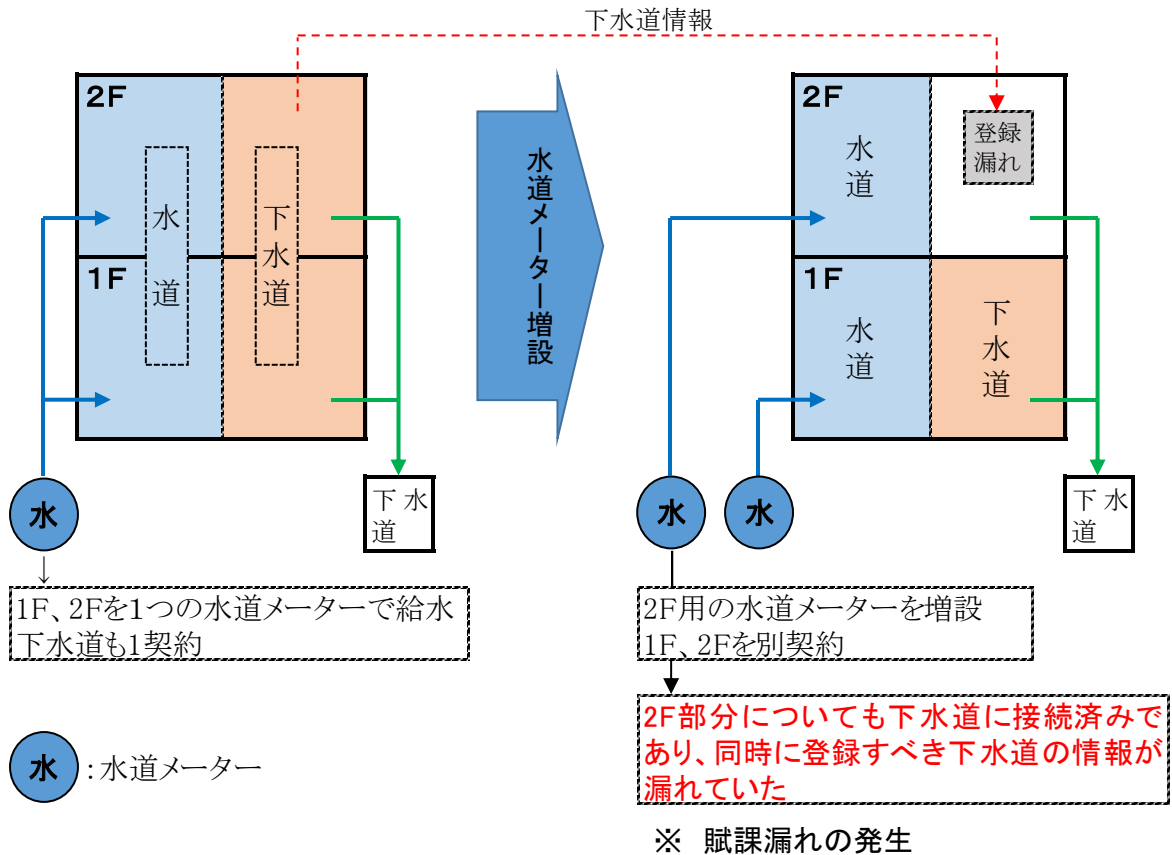 下水道情報
2F
水道
下水道
1F
水
下水
道
↓
1F、2Fを1つの水道メーターで給水
下水道も1契約
水道メーター増設
2F
水道
登録
漏れ
1F
水道
下水道
水
水
下水
道
2F用の水道メーターを増設
1F、2Fを別契約
2F部分についても下水道に接続済みで
あり、同時に登録すべき下水道の情報が
漏れていた
※ 賦課漏れの発生
水
:水道メーター